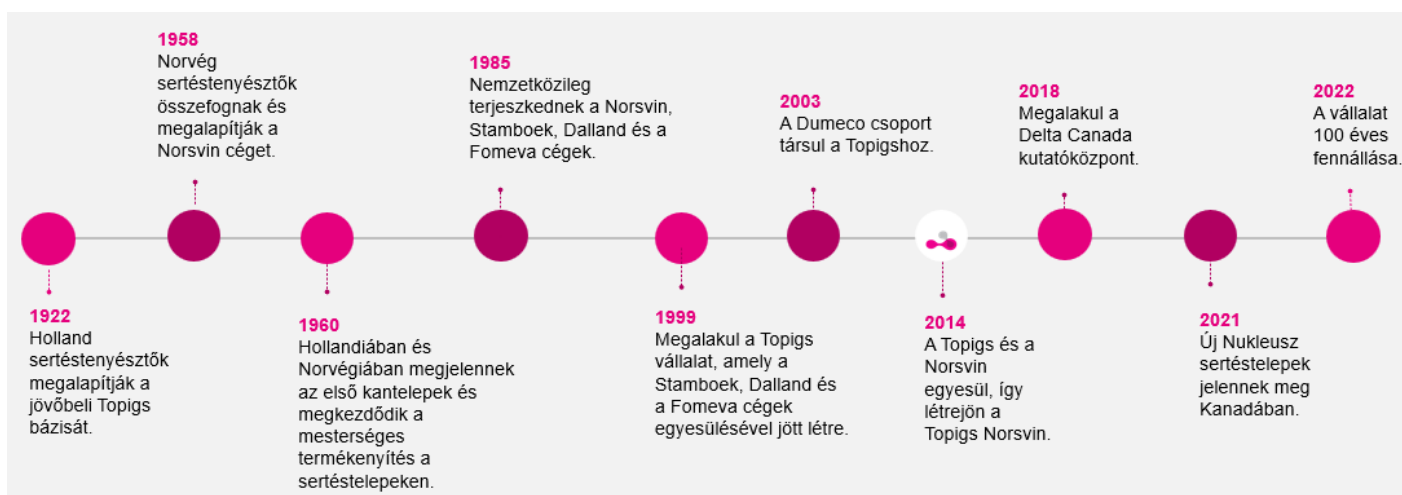 1958
Norvég
sertéstenyésztők
összefognak és
megalapítják a
Norsvin céget.
1985
Nemzetközileg
terjeszkednek a Norsvin,
Stamboek, Dalland és a
Fomeva cégek.
2003
A Dumeco csoport
társul a Topigshoz.
2018
Megalakul a
Delta Canada
kutatóközpont.
2022
A vállalat
100 éves
fennállása.
1922
Holland
sertéstenyésztők
megalapítják a
jövőbeli Topigs
bázisát.
1960
Hollandiában és
Norvégiában megjelennek
az első kantelepek és
megkezdődik a
mesterséges
termékenyítés a
sertéstelepeken.
1999
Megalakul a Topigs
vállalat, amely a
Stamboek, Dalland és
a Fomeva cégek
egyesülésével jött létre.
2014
A Topigs és a
Norsvin
egyesül, így
létrejön a
Topigs Norsvin.
2021
Új Nukleusz
sertéstelepek
jelennek meg
Kanadában.